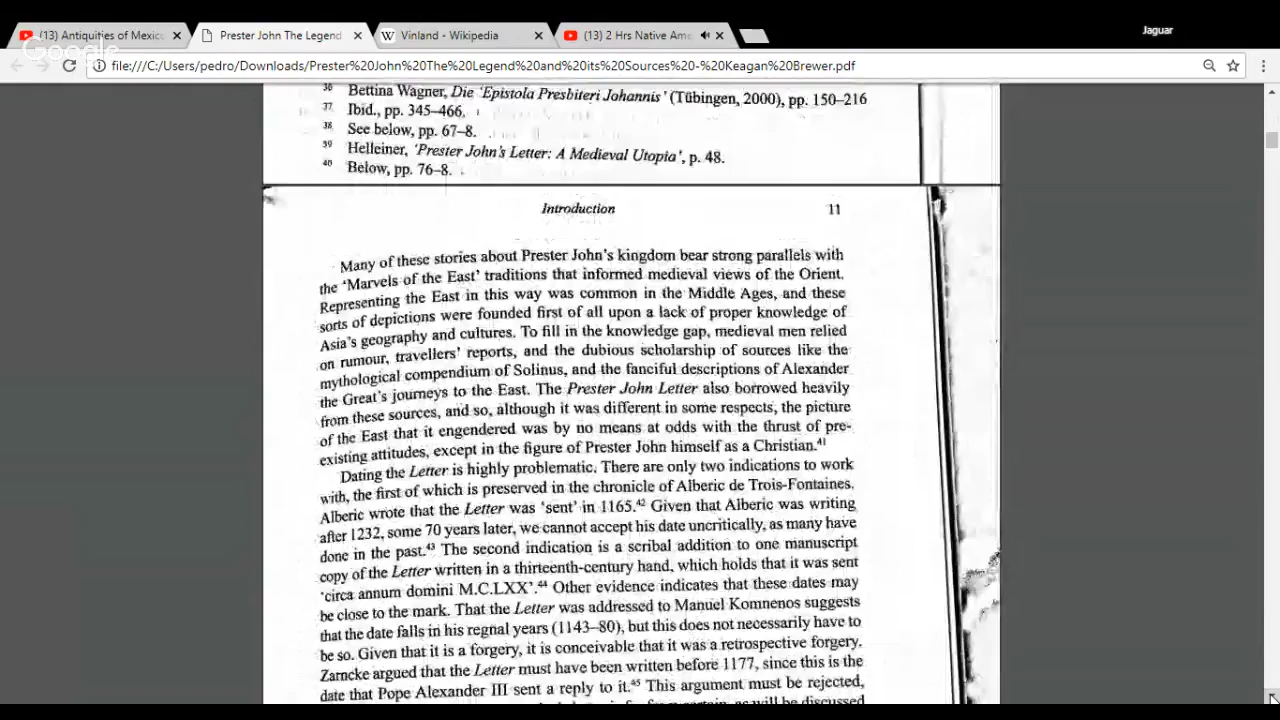 Jaguar
(13) Antiquities of Mexic
Prester John The Legend
Vinland - Wikipedia
(13) 2 Hrs Native Ame
Google
file:///C:/Users/pedro/Downloads/Prester%20John%20The%20Legend%20and%20its%20Sources%20-%20Keagan%20Brewer.pdf
36 Bettina Wagner, Die 'Epistola Presbiteri Johannis' (Tübingen, 2000), pp. 150–216
37 Ibid., pp. 345–466.
38 See below, pp. 67–8.
39 Helleiner, 'Prester John's Letter: A Medieval Utopia', p. 48.
40 Below, pp. 76–8.
Introduction 11
Many of these stories about Prester John's kingdom bear strong parallels with
the 'Marvels of the East' traditions that informed medieval views of the Orient.
Representing the East in this way was common in the Middle Ages, and these
sorts of depictions were founded first of all upon a lack of proper knowledge of
Asia's geography and cultures. To fill in the knowledge gap, medieval men relied
on rumour, travellers' reports, and the dubious scholarship of sources like the
mythological compendium of Solinus, and the fanciful descriptions of Alexander
the Great's journeys to the East. The Prester John Letter also borrowed heavily
from these sources, and so, although it was different in some respects, the picture
of the East that it engendered was by no means at odds with the thrust of pre-
existing attitudes, except in the figure of Prester John himself as a Christian.41
Dating the Letter is highly problematic. There are only two indications to work
with, the first of which is preserved in the chronicle of Alberic de Trois-Fontaines.
Alberic wrote that the Letter was 'sent' in 1165.42 Given that Alberic was writing
after 1232, some 70 years later, we cannot accept his date uncritically, as many have
done in the past.43 The second indication is a scribal addition to one manuscript
copy of the Letter written in a thirteenth-century hand, which holds that it was sent
'circa annum domini M.C.LXX'.44 Other evidence indicates that these dates may
be close to the mark. That the Letter was addressed to Manuel Komnenos suggests
that the date falls in his regnal years (1143–80), but this does not necessarily have to
be so. Given that it is a forgery, it is conceivable that it was a retrospective forgery.
Zarncke argued that the Letter must have been written before 1177, since this is the
date that Pope Alexander III sent a reply to it.45 This argument must be rejected,
will be discussed